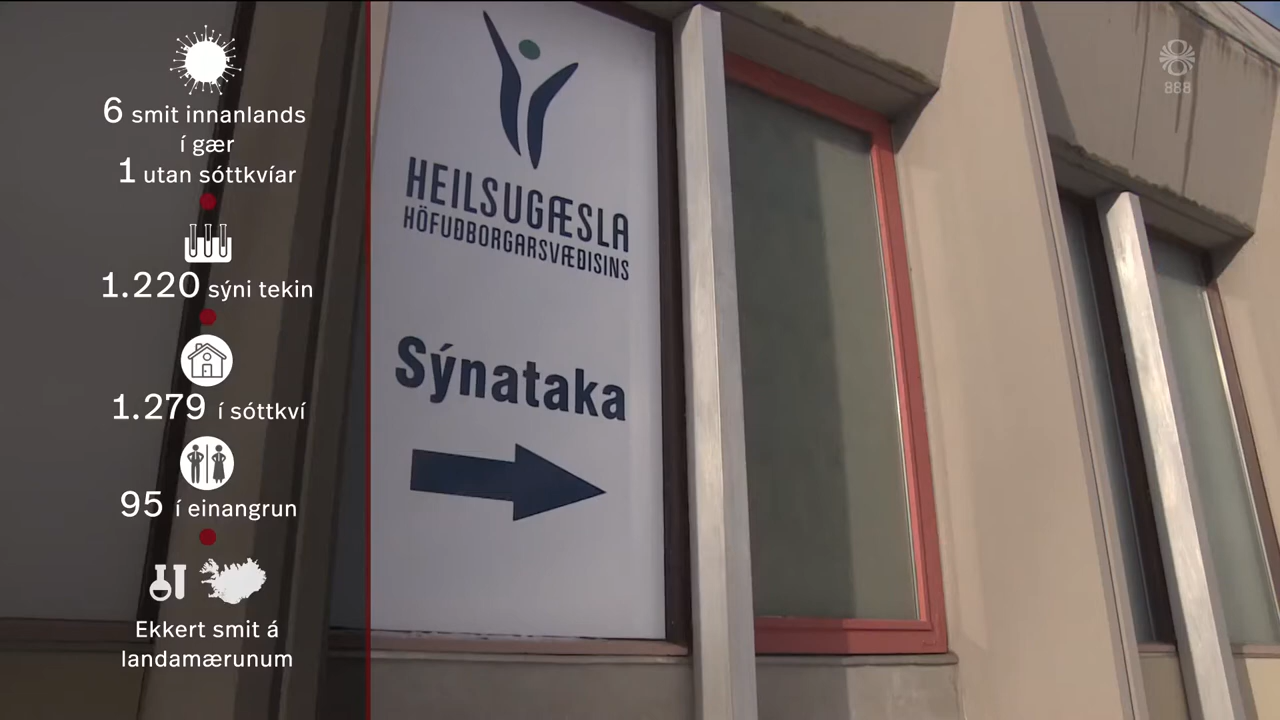 6 smit innanlands
í gær
1 utan sóttkvíar
1.220 sýni tekin
1.279 í sóttkví
95 í einangrun
Ekkert smit á
landamærunum
HEILSUGÆSLA
HÖFUÐBORGARSVÆÐISINS
Sýnataka
888